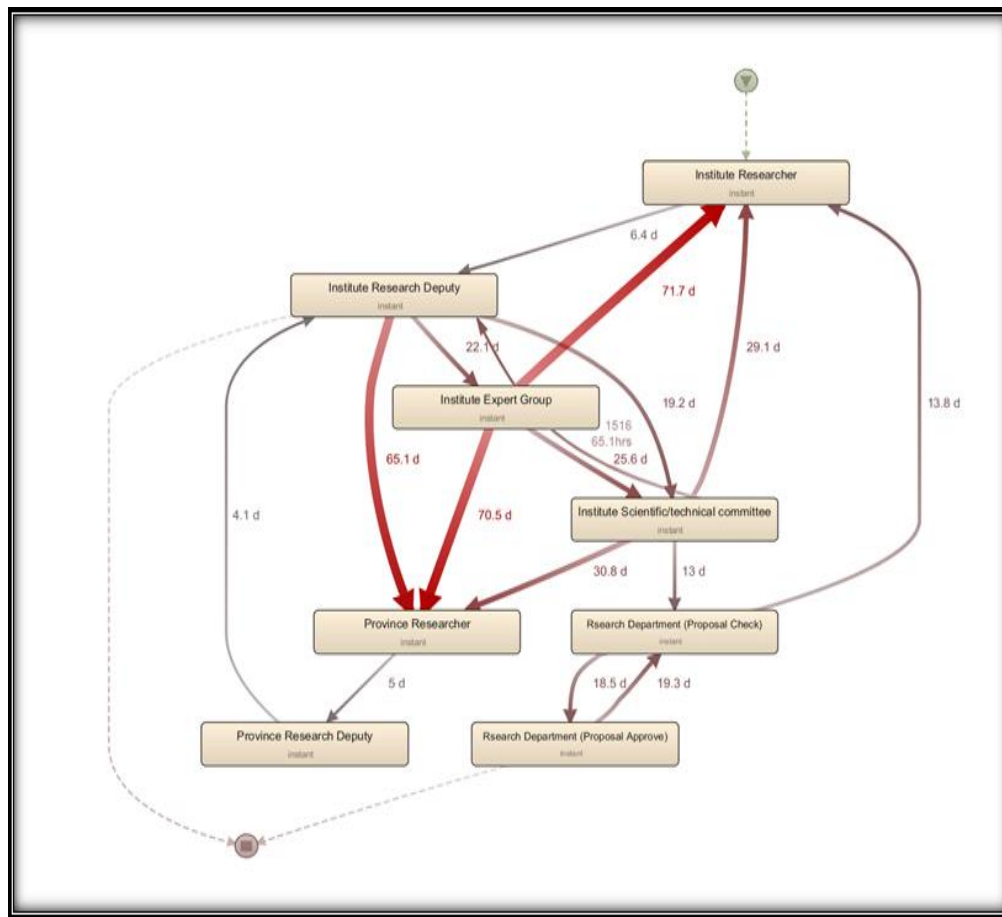 Institute Researcher
instant
6.4 d
Institute Research Deputy
instant
71.7 d
22.1 d
29.1 d
Institute Expert Group
instant
19.2 d
13.8 d
1516
65.1hrs
25.6 d
65.1 d
70.5 d
4.1 d
Institute Scientific/technical committee
instant
30.8 d
13 d
Province Researcher
instant
Rsearch Department (Proposal Check)
instant
5 d
18.5 d
19.3 d
Province Research Deputy
instant
Rsearch Department (Proposal Approve)
instant